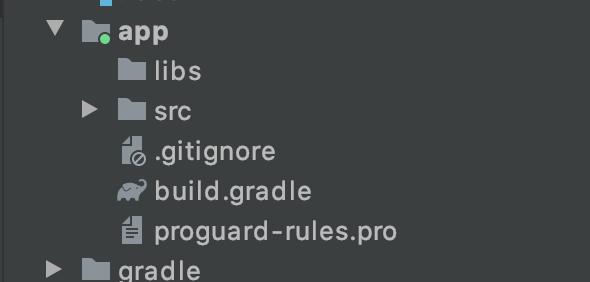 app
libs
src
.gitignore
build.gradle
proguard-rules.pro
gradle